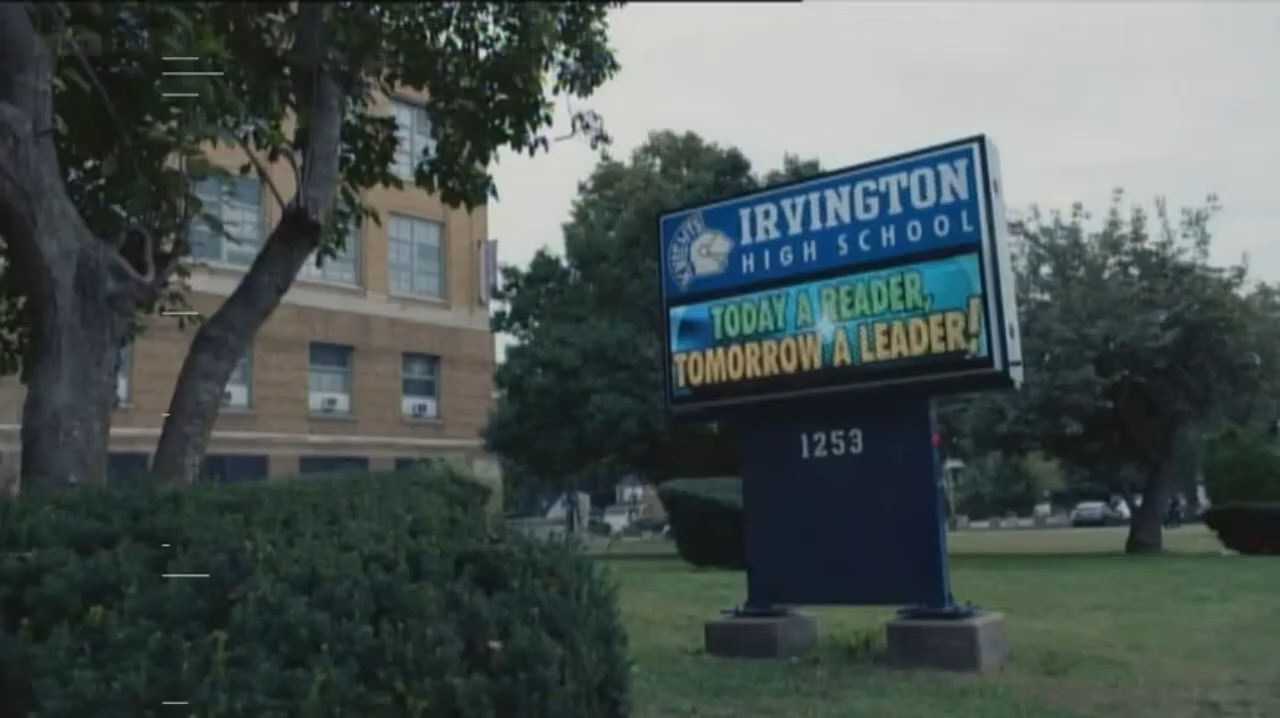 IRVINGTON
HIGH SCHOOL
TODAY A READER,
TOMORROW A LEADER!
1253